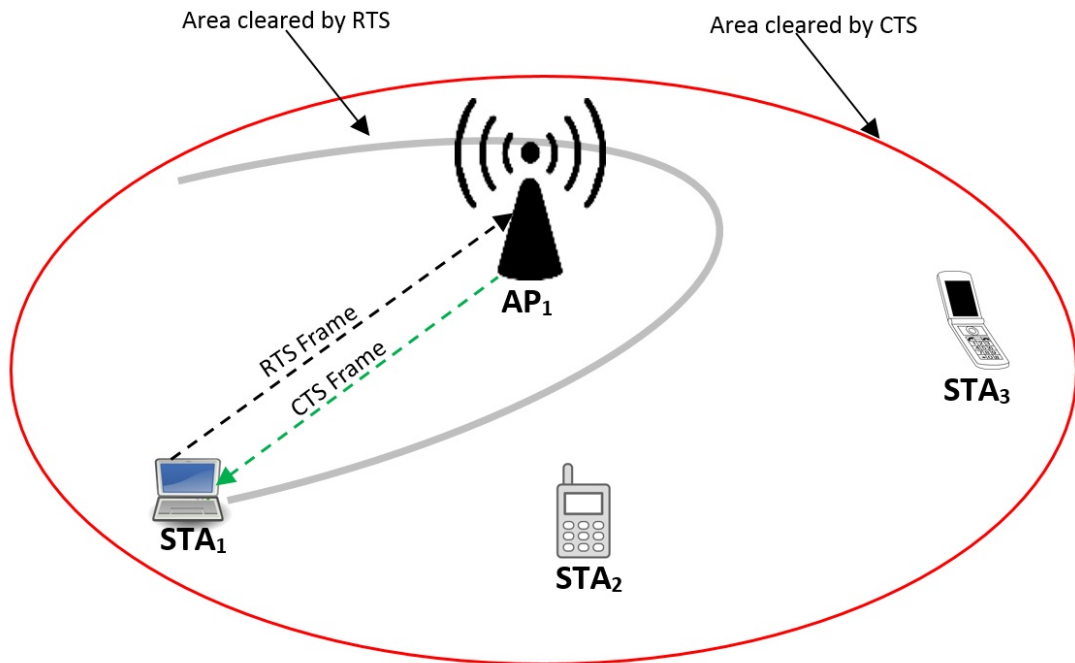 Area cleared by RTS
Area cleared by CTS
AP₁
RTS Frame
CTS Frame
STA₃
STA₁
STA₂